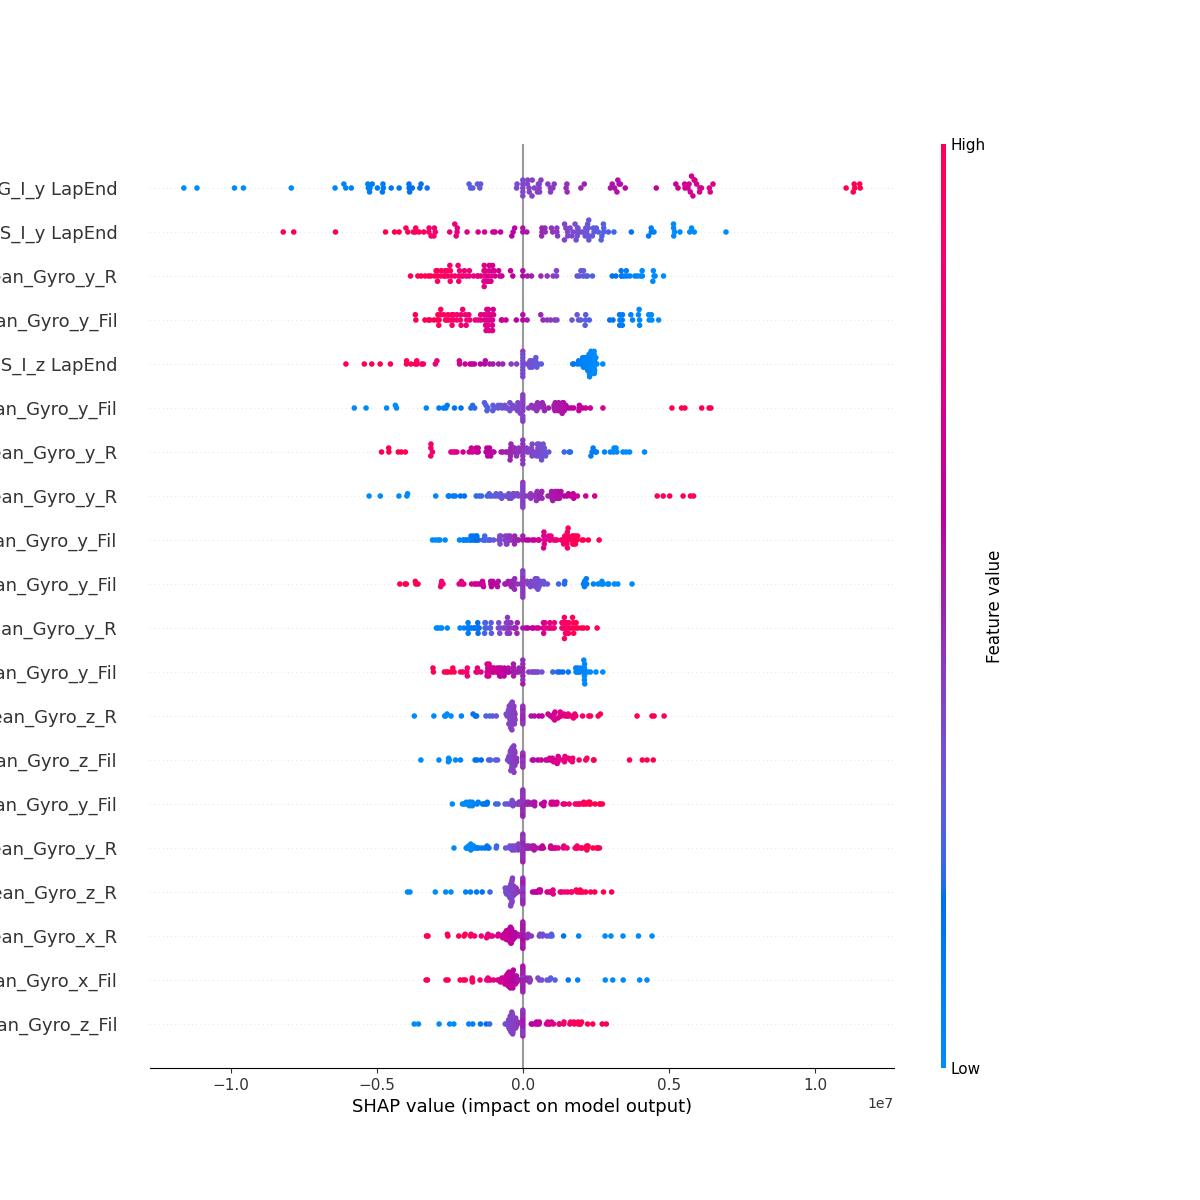 High
G_I_y LapEnd
S_I_y LapEnd
ean_Gyro_y_R
an_Gyro_y_Fil
S_I_z LapEnd
an_Gyro_y_Fil
ean_Gyro_y_R
ean_Gyro_y_R
an_Gyro_y_Fil
an_Gyro_y_Fil
an_Gyro_y_R
an_Gyro_y_Fil
ean_Gyro_z_R
an_Gyro_z_Fil
an_Gyro_y_Fil
ean_Gyro_y_R
ean_Gyro_z_R
ean_Gyro_x_R
an_Gyro_x_Fil
an_Gyro_z_Fil
Feature value
Low
−1.0 −0.5 0.0 0.5 1.0
1e7
SHAP value (impact on model output)